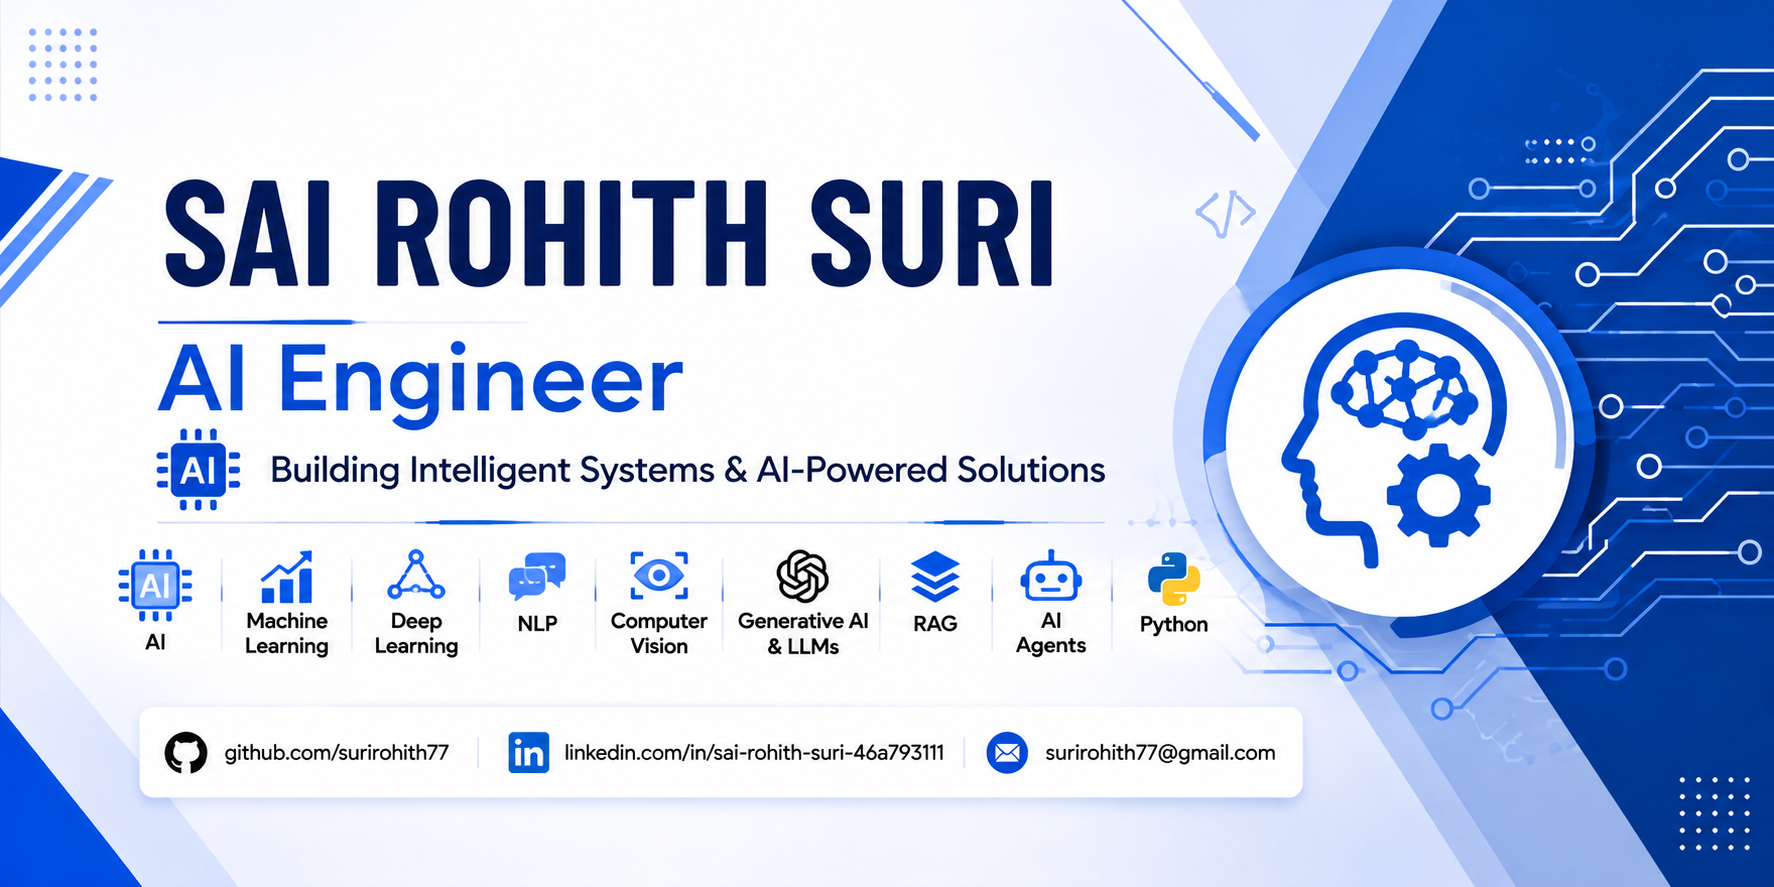 SAI ROHITH SURI
AI Engineer
AI
Building Intelligent Systems & AI-Powered Solutions
AI
AI
Machine
Learning
Deep
Learning
NLP
Computer
Vision
Generative AI
& LLMs
RAG
AI
Agents
Python
github.com/surirohith77
in
linkedin.com/in/sai-rohith-suri-46a793111
surirohith77@gmail.com